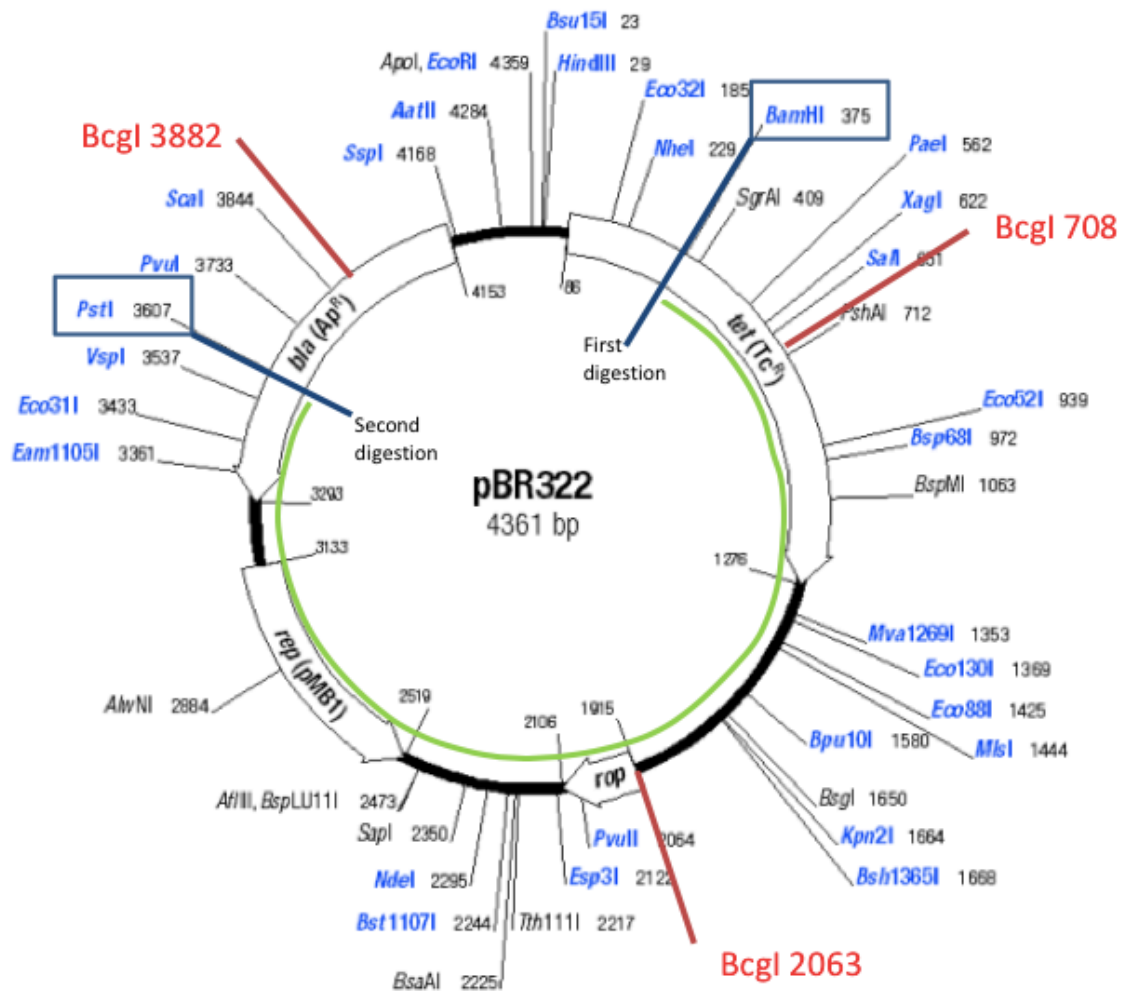 Bsu15I 23
ApoI, EcoRI 4359
HindIII 29
Eco32I 185
AatII 4284
BamHI 375
BcgI 3882
SspI 4168
NheI 229
PaeI 562
ScaI 3844
SgrAI 409
XagI 622
BcgI 708
PvuI 3733
SalI 651
PstI 3607
4153
86
PshAI 712
bla (ApR)
tet (TcR)
First
digestion
VspI 3537
Second
digestion
Eco31I 3433
Eco52I 939
Eam1105I 3361
Bsp68I 972
pBR322
4361 bp
BspMI 1063
3293
3133
1276
rep (pMB1)
Mva1269I 1353
Eco130I 1369
AlwNI 2884
2519
2106
1915
Eco88I 1425
Bpu10I 1580
MlsI 1444
rop
AflIII, BspLU11I 2473
BsgI 1650
SapI 2350
PvuII 2064
Kpn2I 1664
NdeI 2295
Esp3I 2122
Bsh1365I 1668
Bst1107I 2244
Tth111I 2217
BcgI 2063
BsaAI 2225